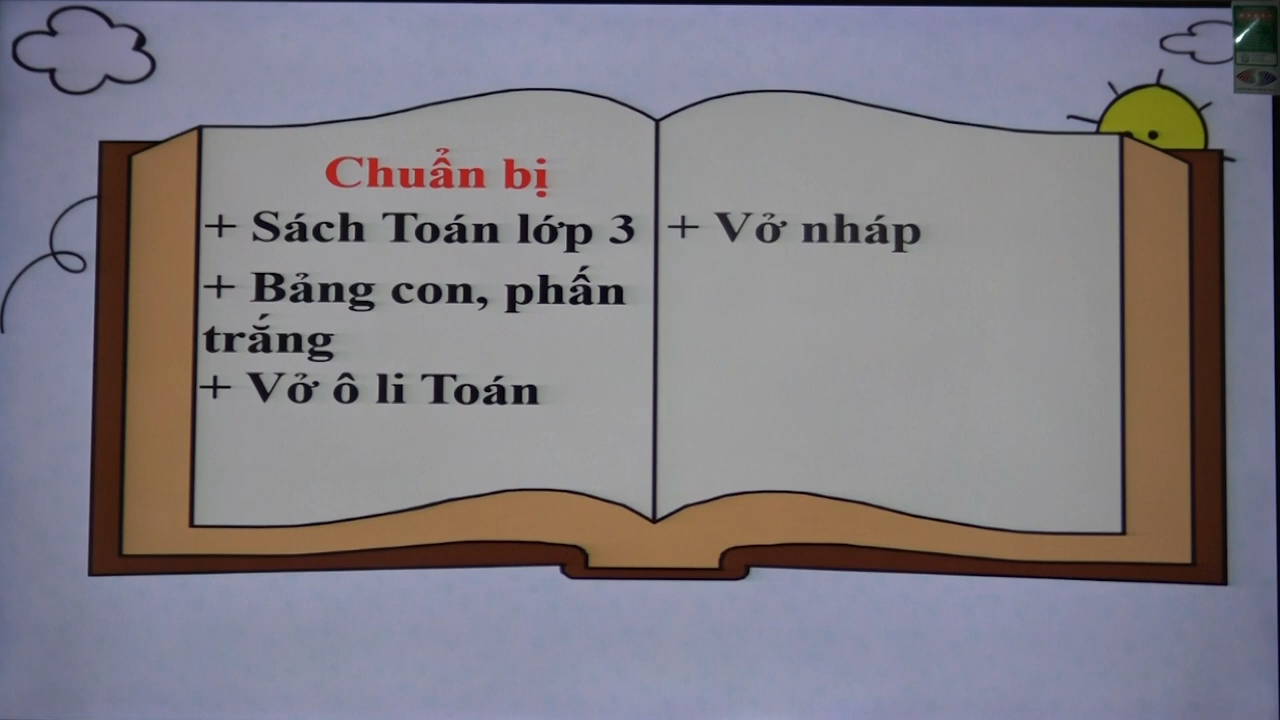 Chuẩn bị
+ Sách Toán lớp 3
+ Bảng con, phấn
trắng
+ Vở ô li Toán
+ Vở nháp